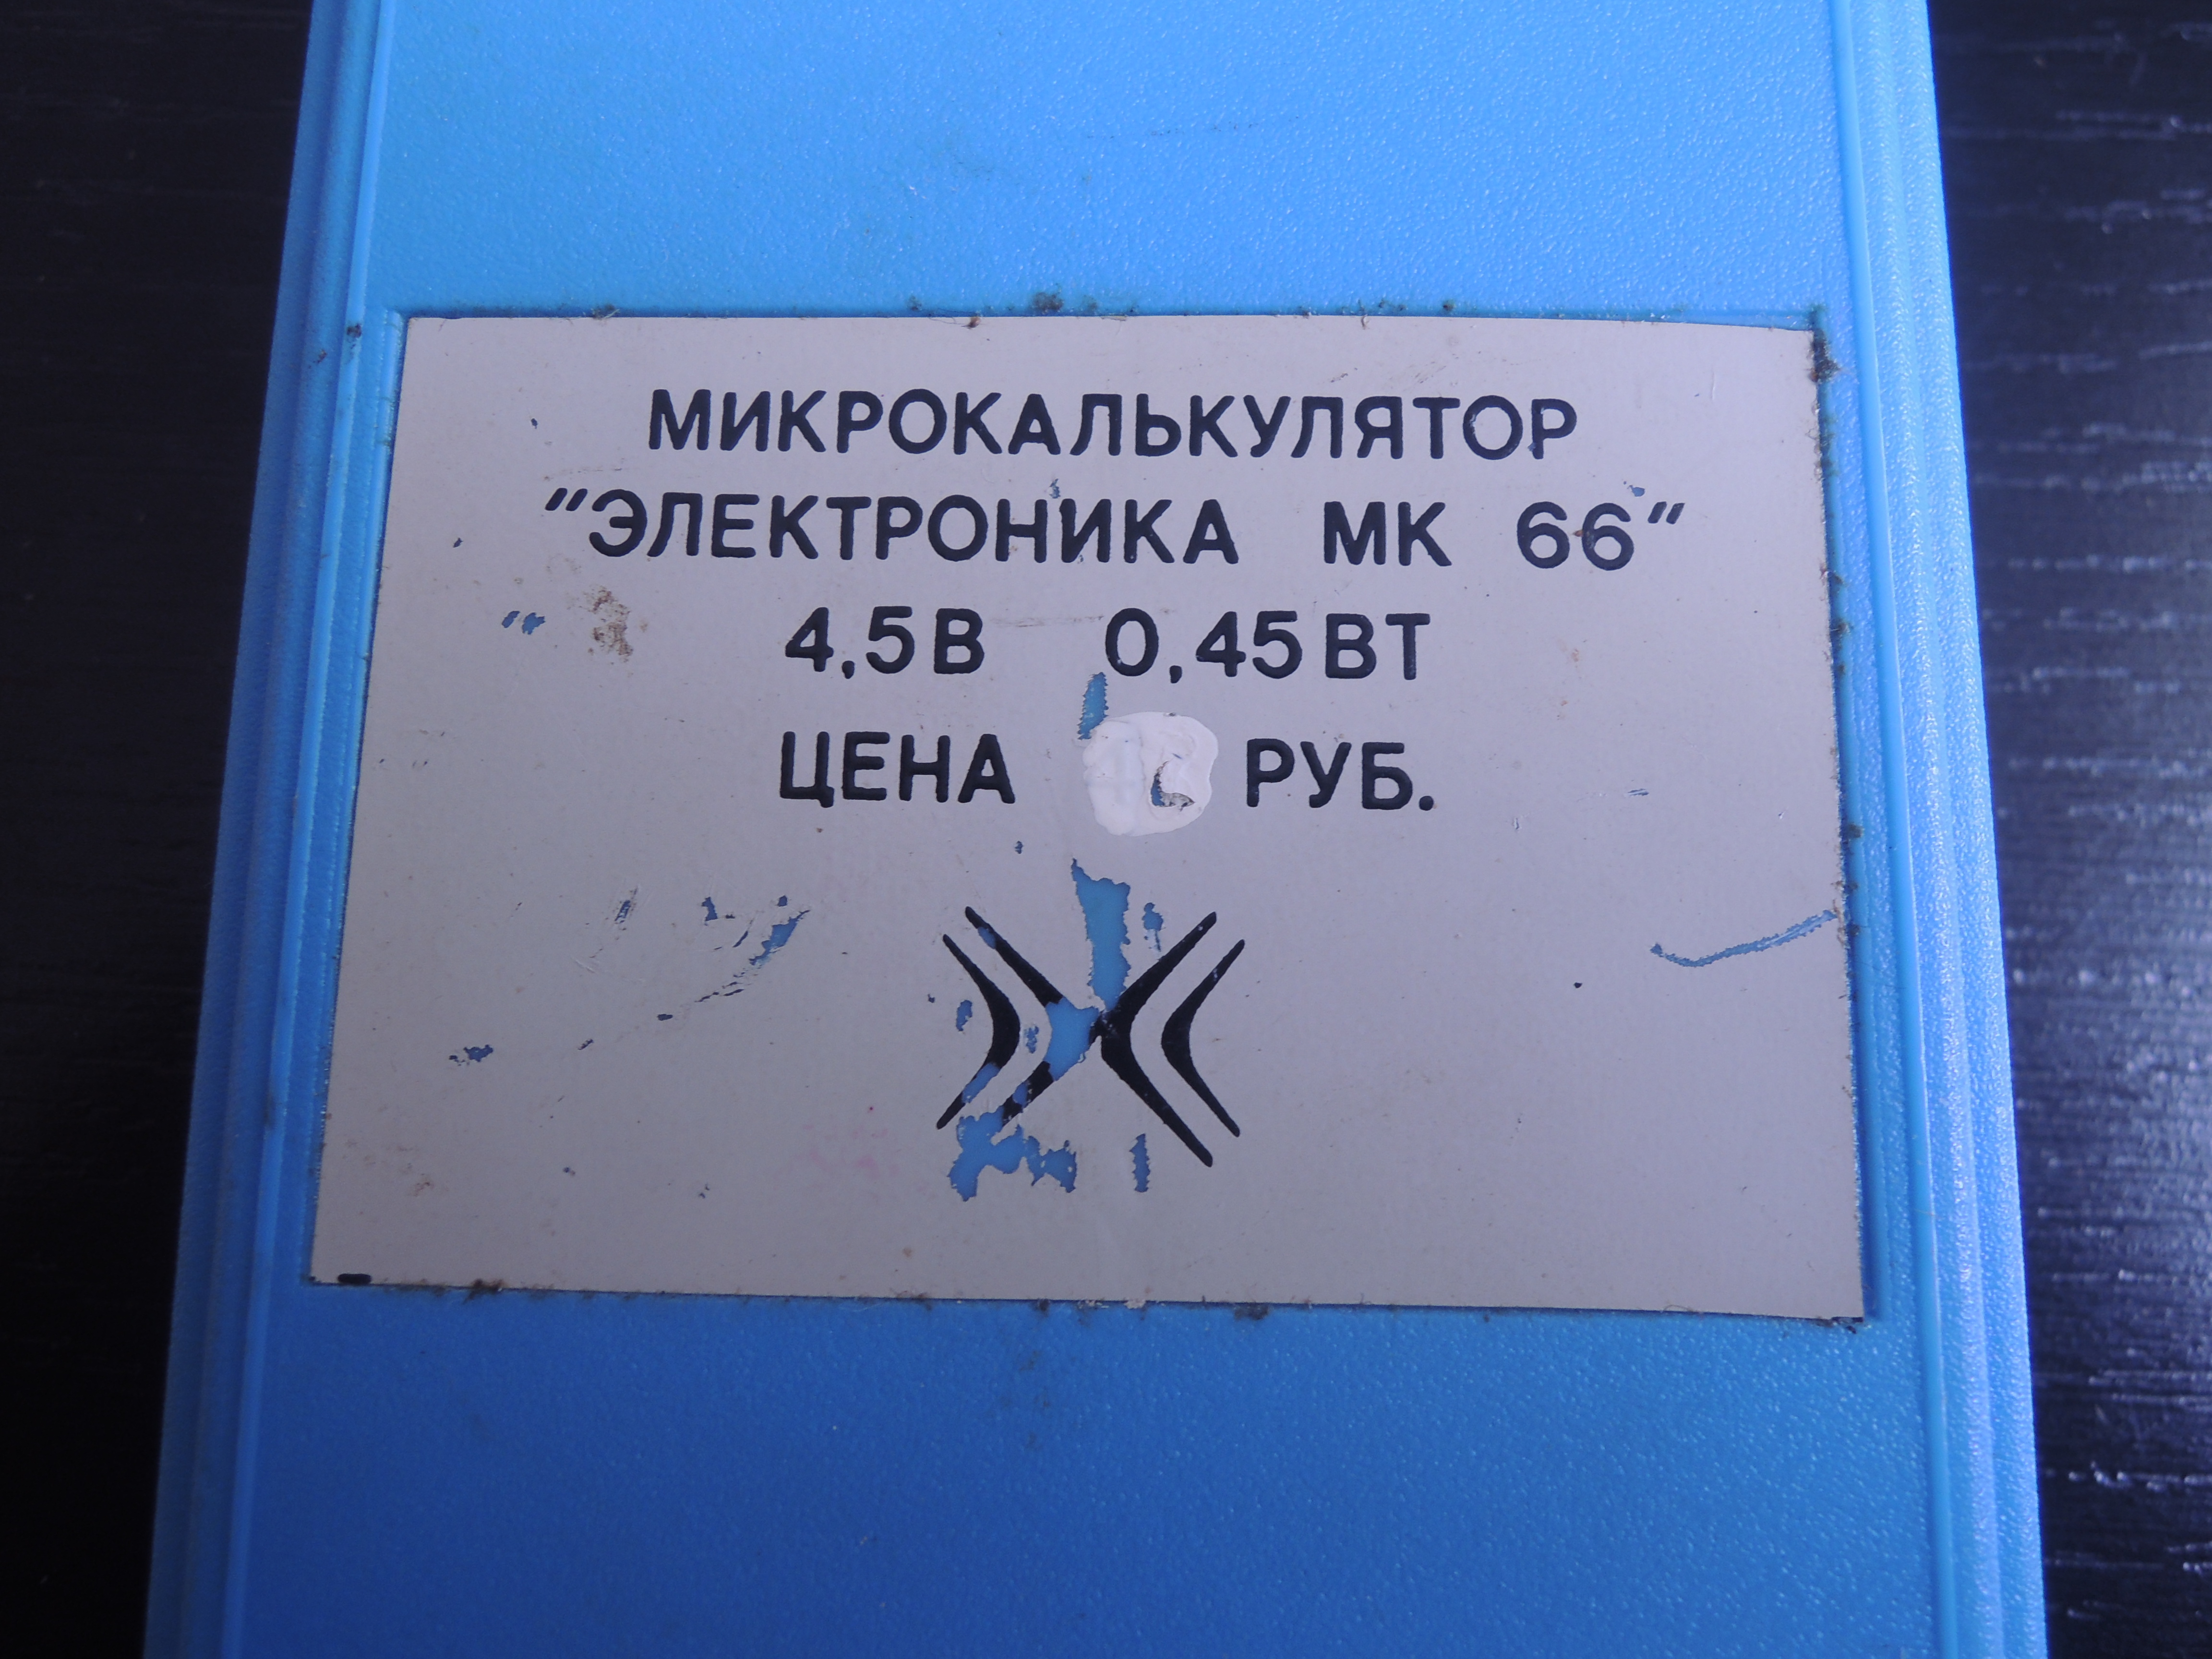 МИКРОКАЛЬКУЛЯТОР
"ЭЛЕКТРОНИКА МК 66"
4,5В 0,45ВТ
ЦЕНА РУБ.